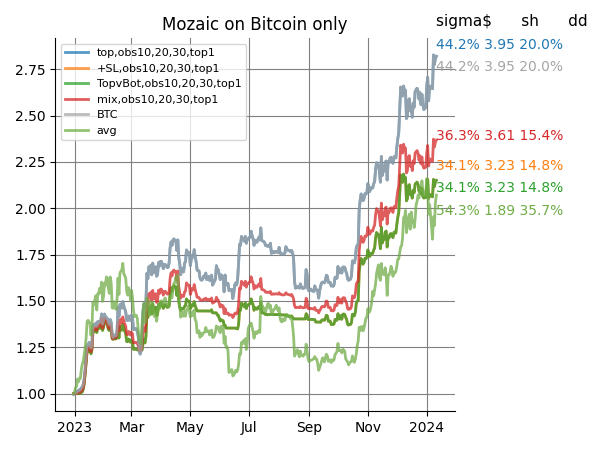 Mozaic on Bitcoin only
sigma$ sh dd
top,obs10,20,30,top1
+SL,obs10,20,30,top1
TopvBot,obs10,20,30,top1
mix,obs10,20,30,top1
BTC
avg
44.2% 3.95 20.0%
44.2% 3.95 20.0%
36.3% 3.61 15.4%
34.1% 3.23 14.8%
34.1% 3.23 14.8%
54.3% 1.89 35.7%
2.75
2.50
2.25
2.00
1.75
1.50
1.25
1.00
2023 Mar May Jul Sep Nov 2024